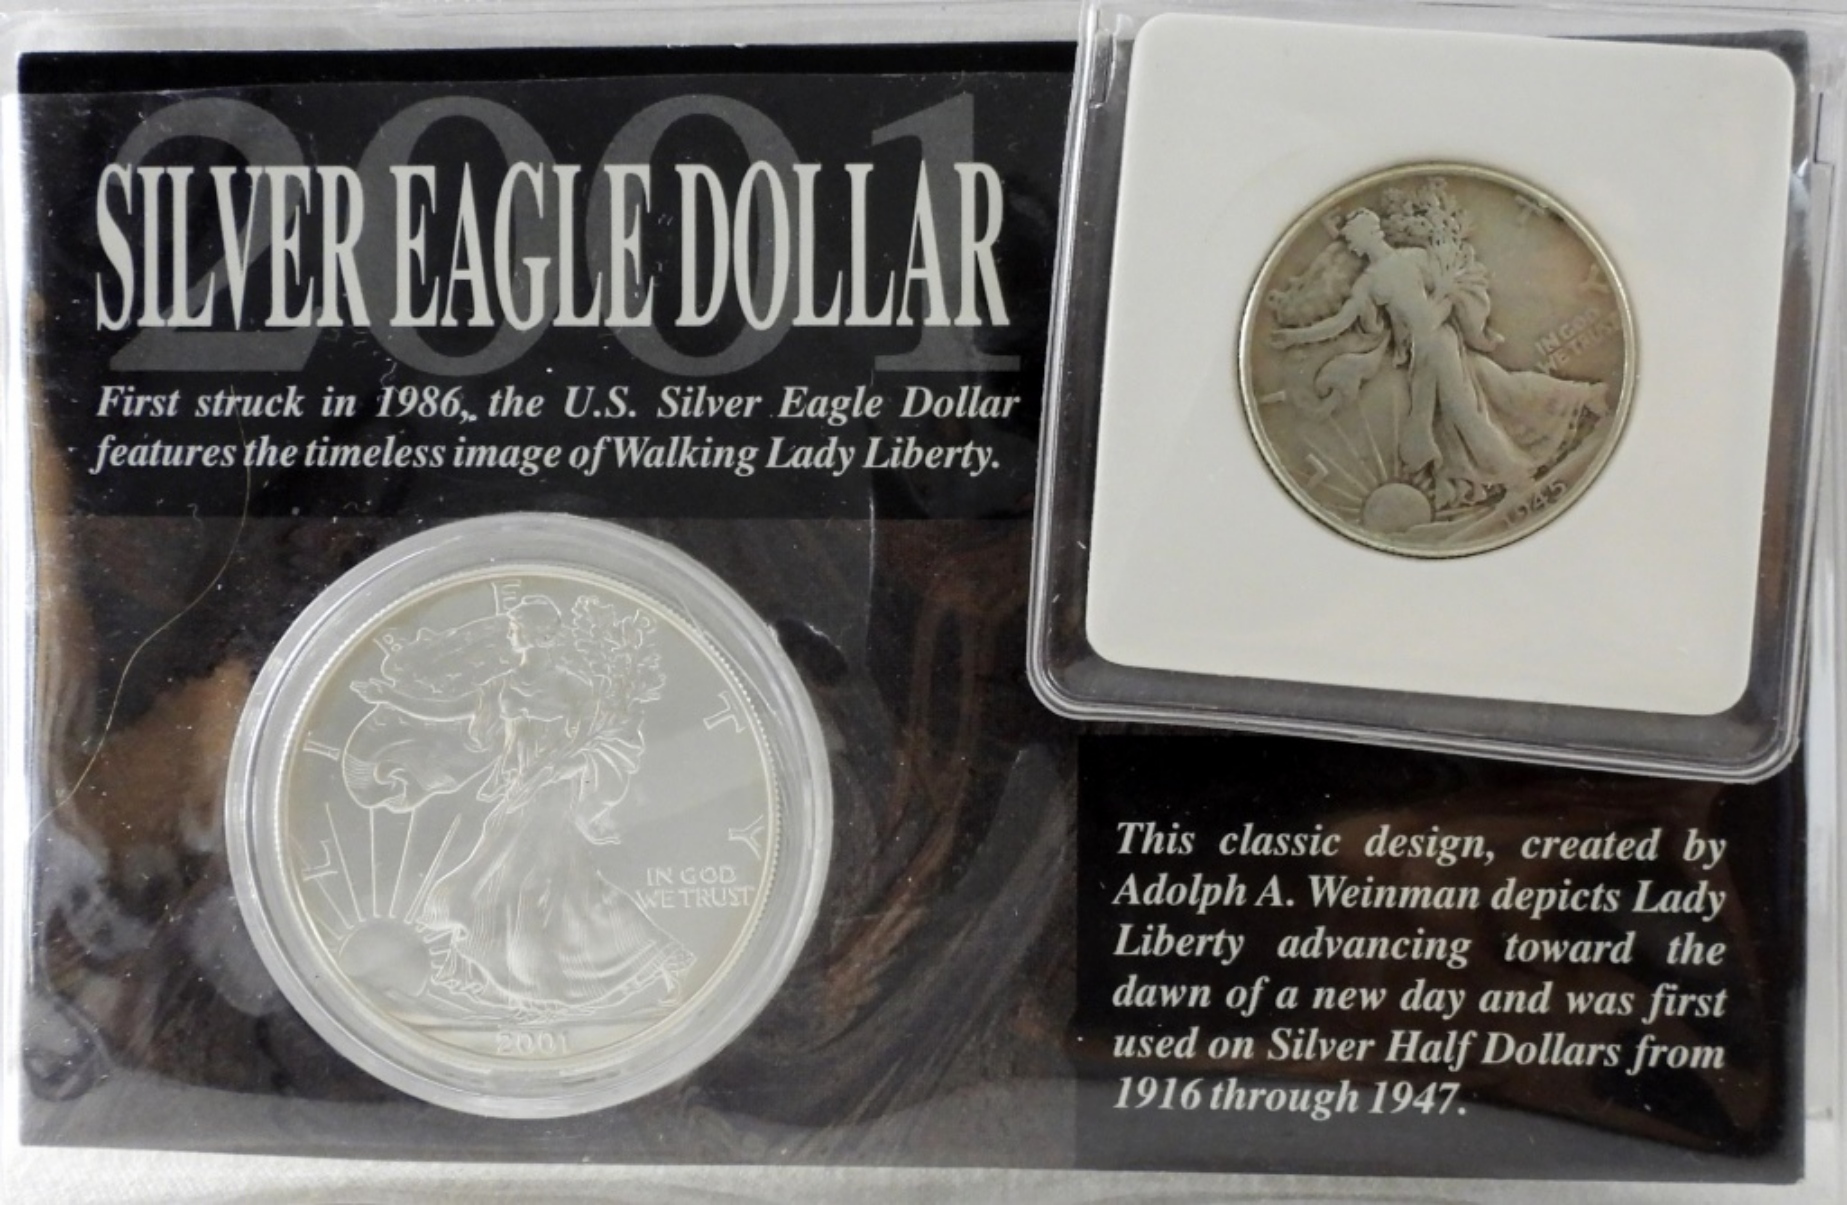 2001
SILVER EAGLE DOLLAR
First struck in 1986, the U.S. Silver Eagle Dollar
features the timeless image of Walking Lady Liberty.
LIBERTY
IN GOD
WE TRUST
2001
L I T Y
IN GOD
WE TRUST
1945
This classic design, created by
Adolph A. Weinman depicts Lady
Liberty advancing toward the
dawn of a new day and was first
used on Silver Half Dollars from
1916 through 1947.